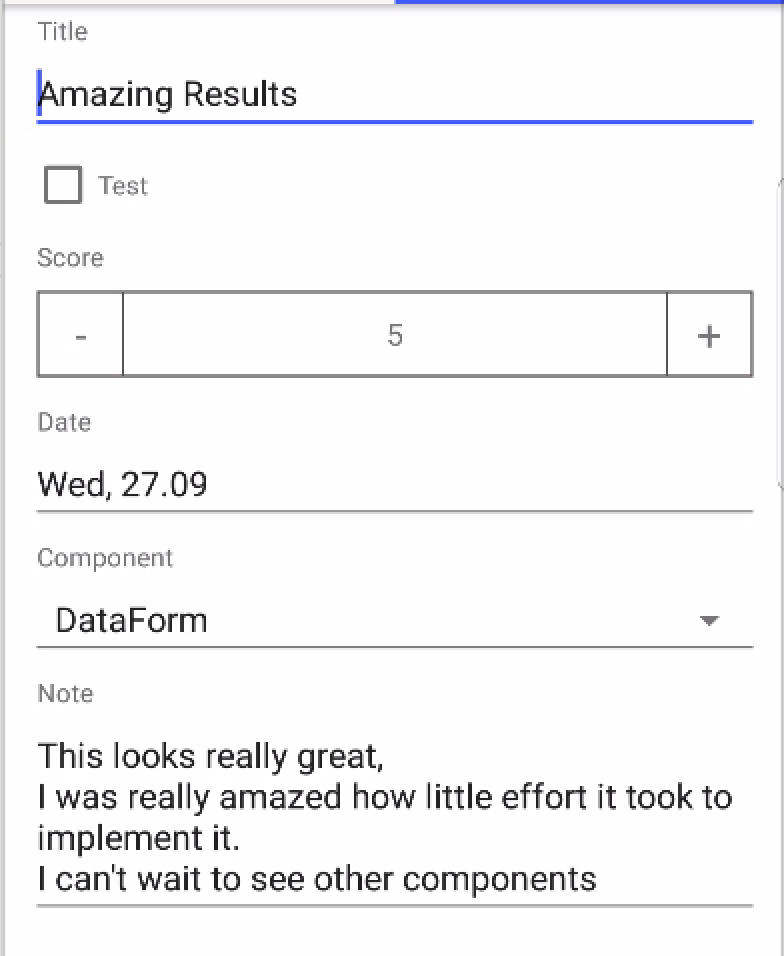 Title
Amazing Results
Test
Score
- 5 +
Date
Wed, 27.09
Component
DataForm
Note
This looks really great,
I was really amazed how little effort it took to
implement it.
I can't wait to see other components